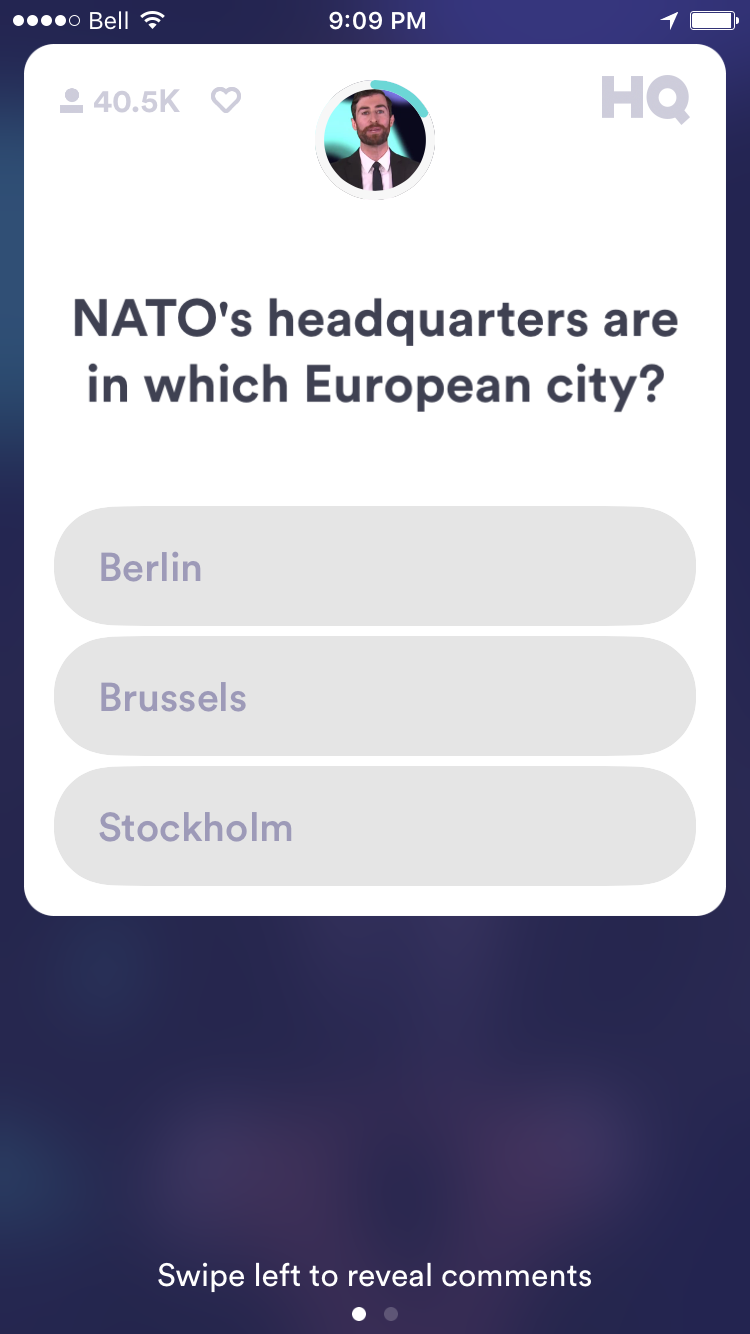 Bell 9:09 PM
40.5K HQ
NATO's headquarters are
in which European city?
Berlin
Brussels
Stockholm
Swipe left to reveal comments